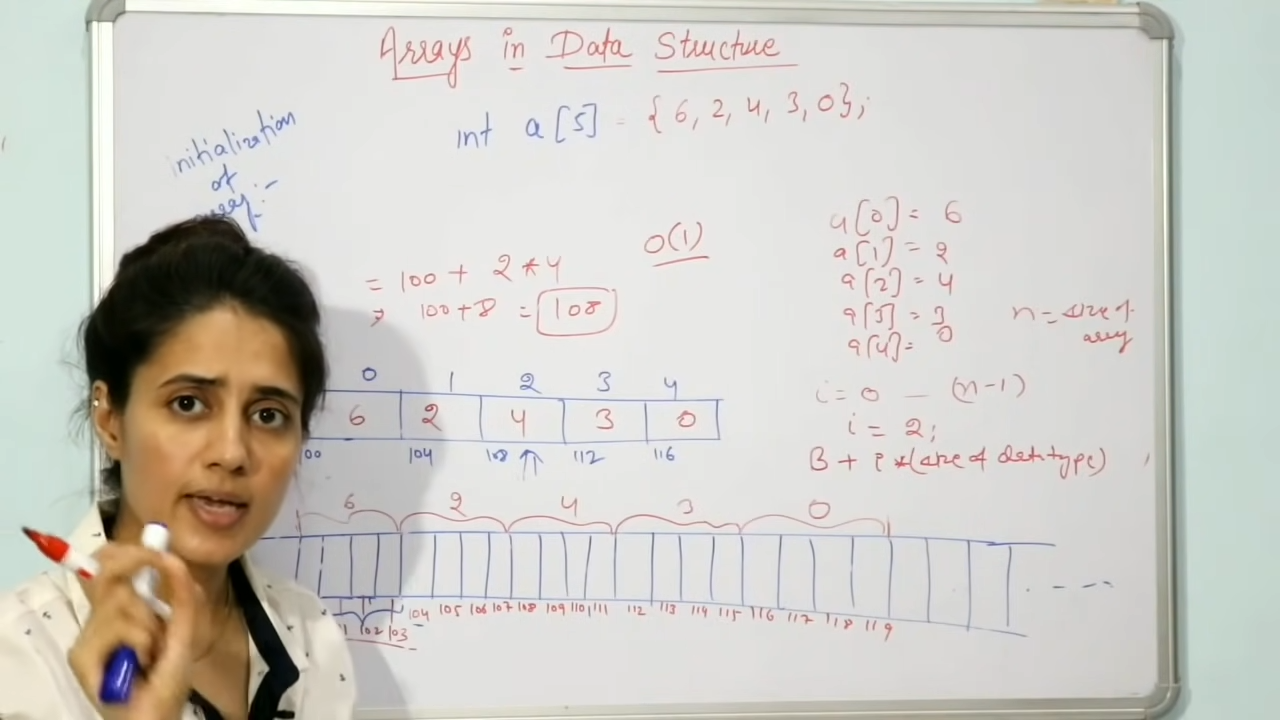 Arrays in Data Structure
int a[5] = {6, 2, 4, 3, 0};
initialization
of
array:-
= 100 + 2 * 4
100 + 8 = 108
O(1)
a[0] = 6
a[1] = 2
a[2] = 4
a[3] = 3
a[4] = 0
n = size of
array
i = 0 — (n-1)
i = 2;
B + i * (size of data type)
0 1 2 3 4
6 2 4 3 0
00 104 108 112 116
6 2 4 3 0
1 102 103 104 105 106 107 108 109 110 111 112 113 114 115 116 117 118 119